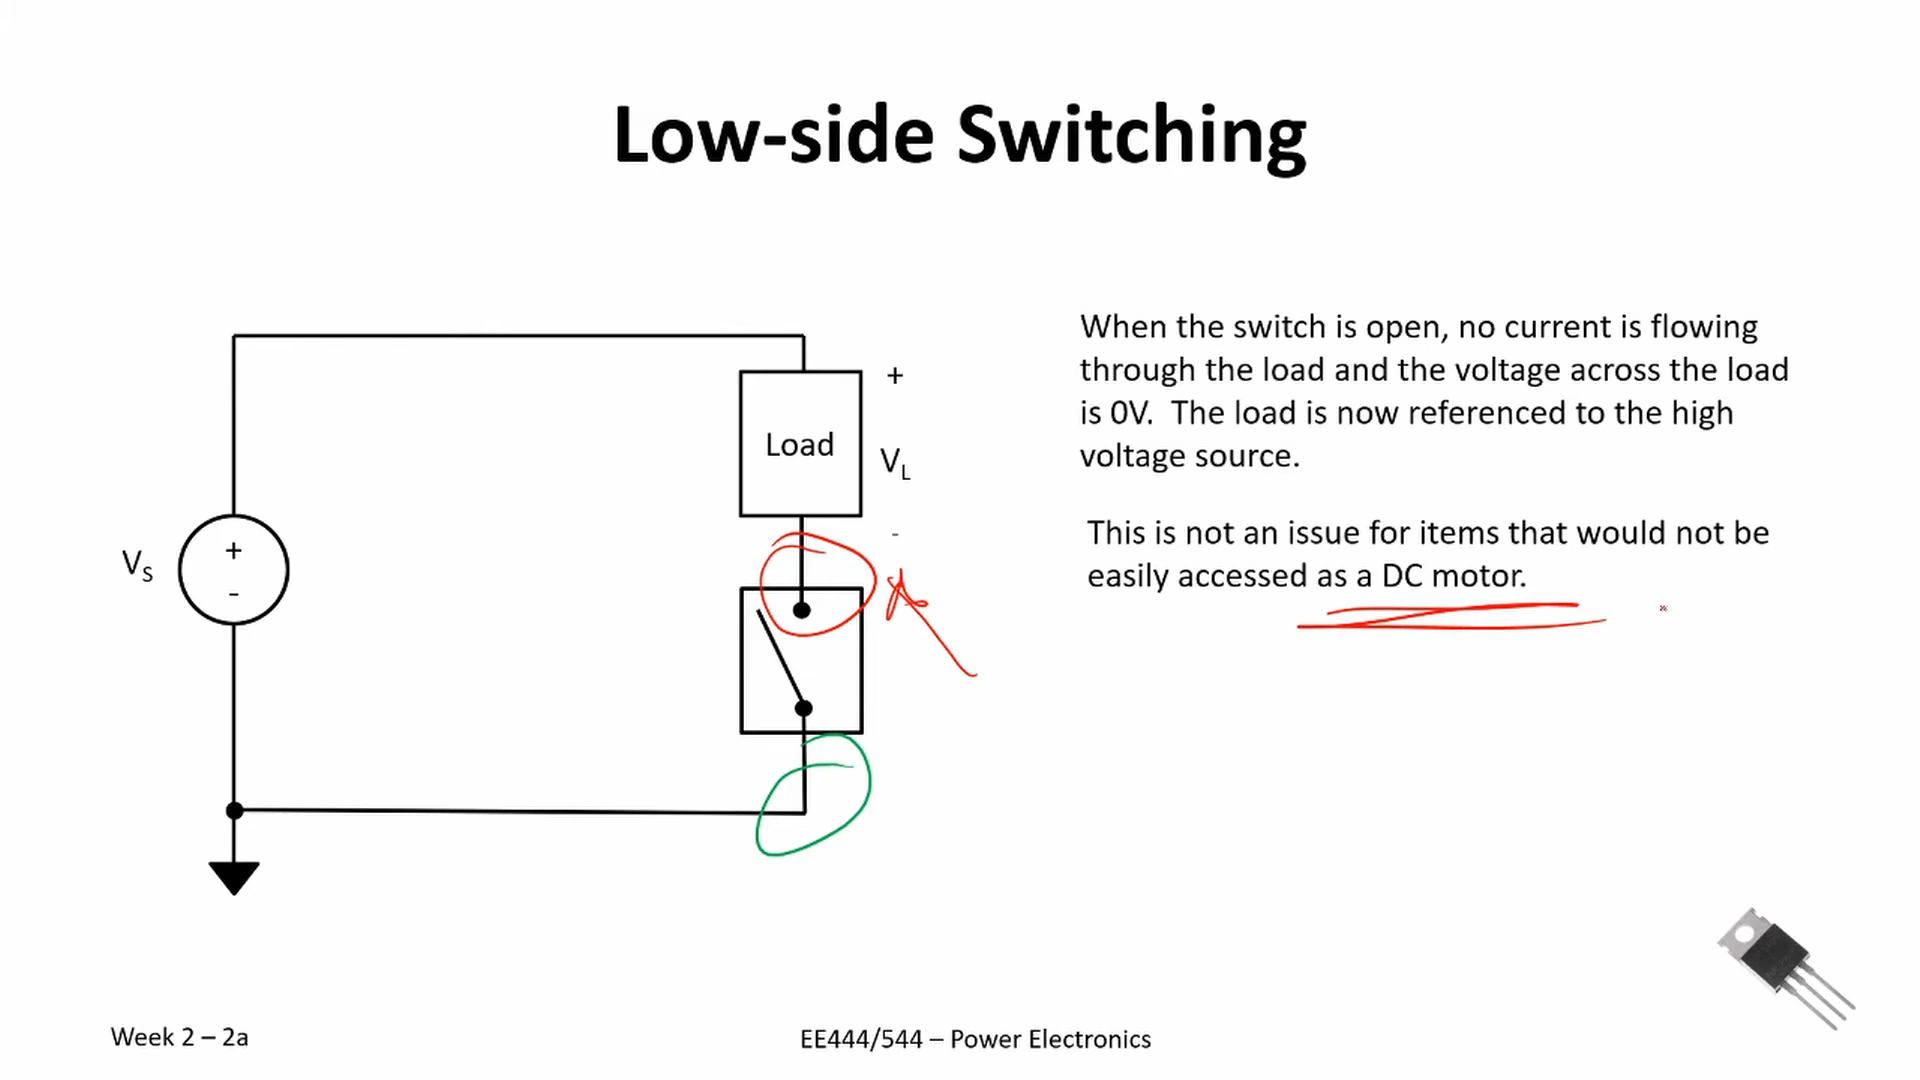 Low-side Switching
When the switch is open, no current is flowing
through the load and the voltage across the load
is 0V.  The load is now referenced to the high
voltage source.
This is not an issue for items that would not be
easily accessed as a DC motor.
+
Load
VL
-
VS
+
-
Week 2 – 2a
EE444/544 – Power Electronics